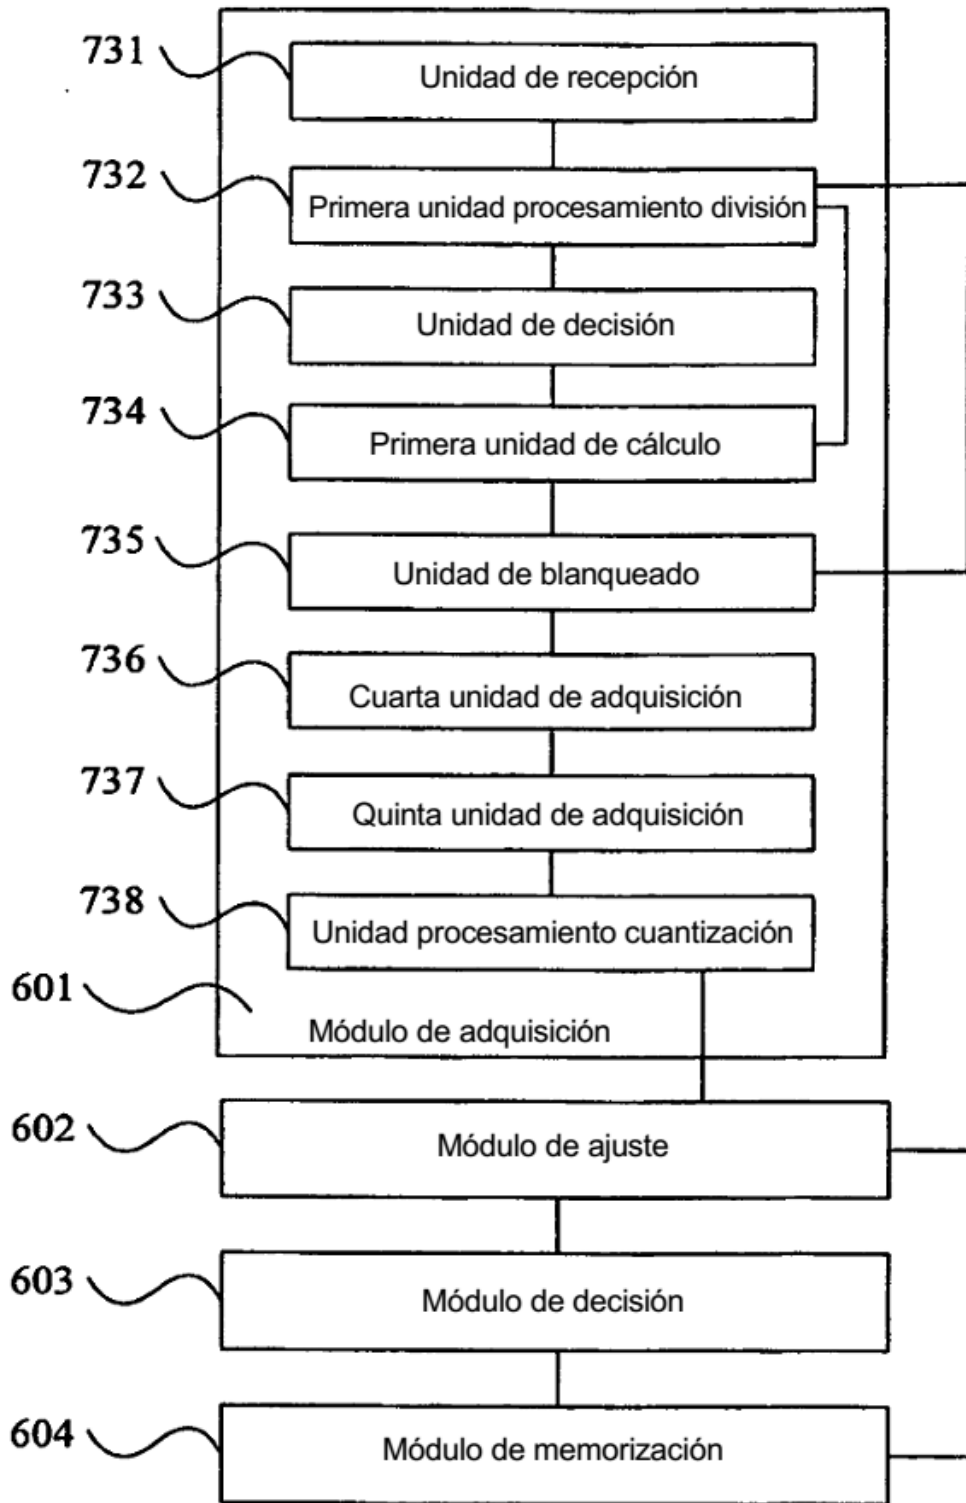 731
Unidad de recepción
732
Primera unidad procesamiento división
733
Unidad de decisión
734
Primera unidad de cálculo
735
Unidad de blanqueado
736
Cuarta unidad de adquisición
737
Quinta unidad de adquisición
738
Unidad procesamiento cuantización
601
Módulo de adquisición
602
Módulo de ajuste
603
Módulo de decisión
604
Módulo de memorización